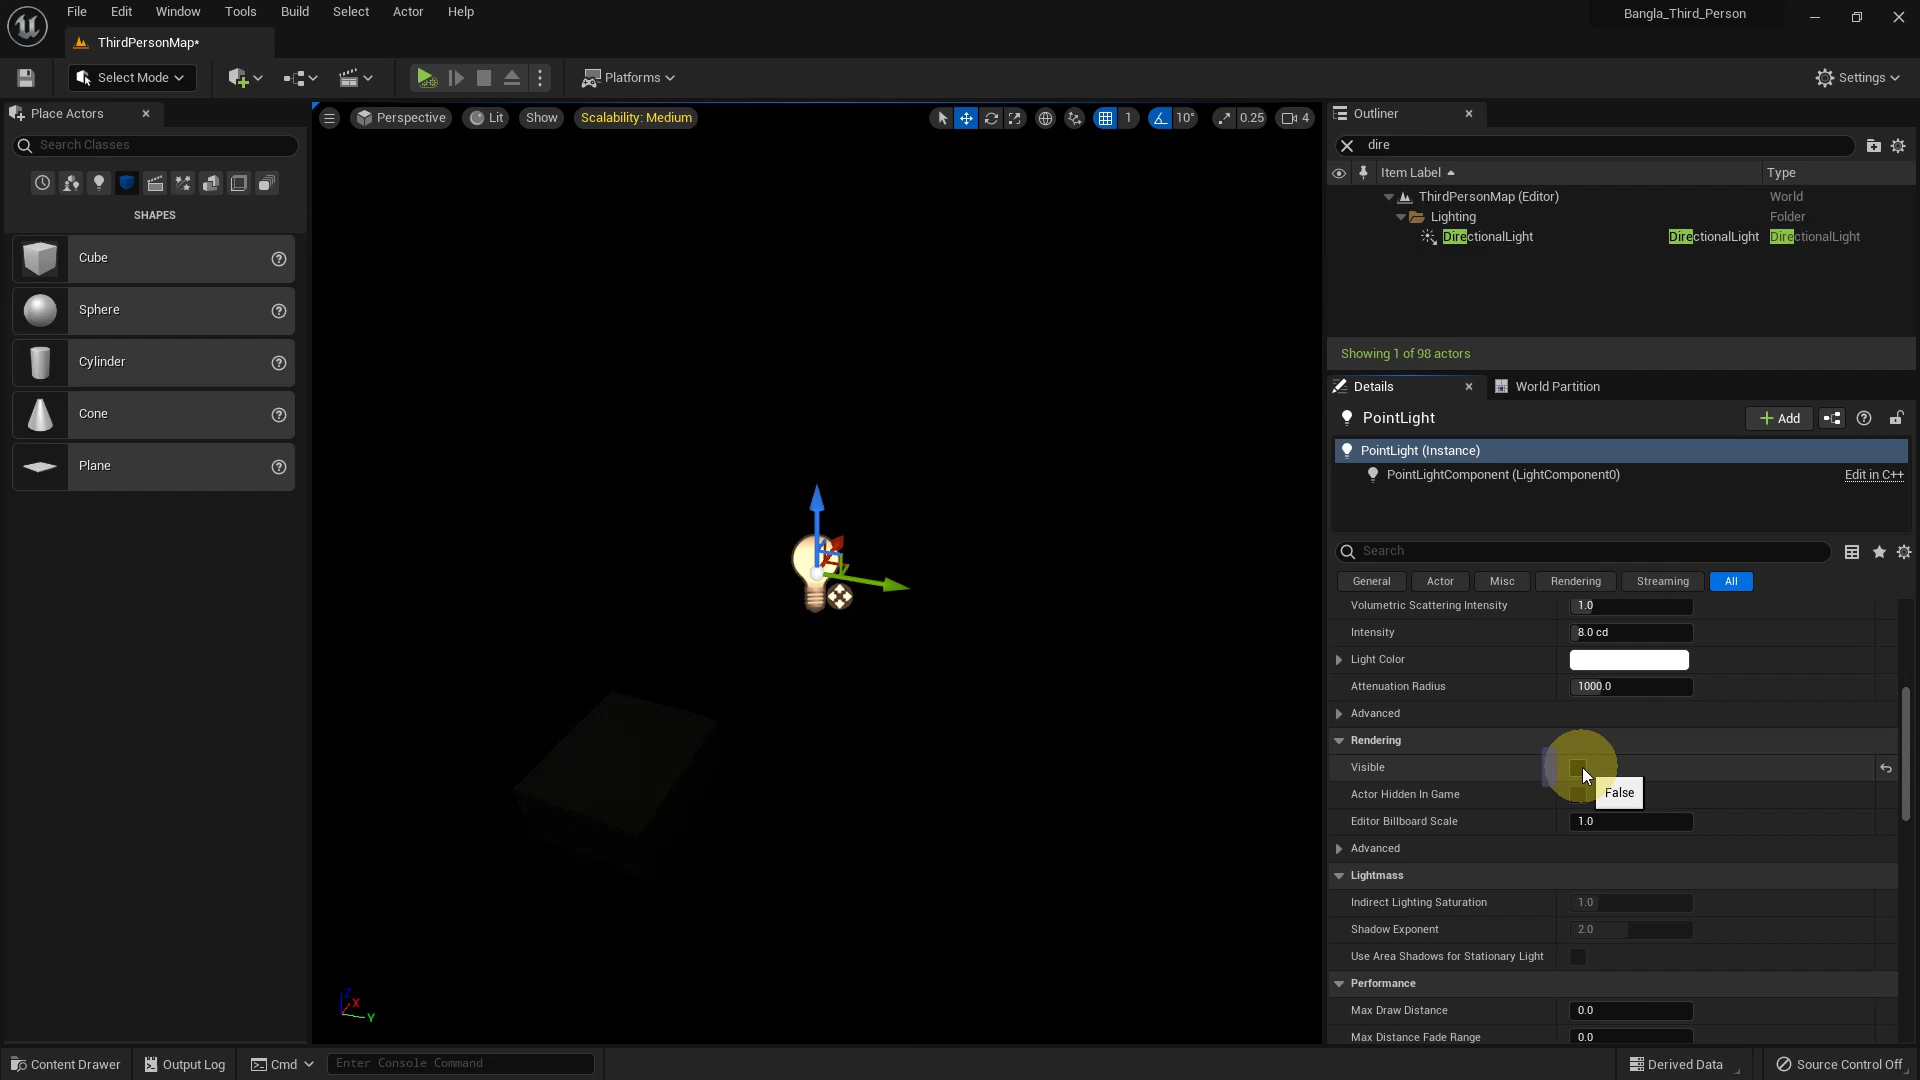 File Edit Window Tools Build Select Actor Help
Bangla_Third_Person
ThirdPersonMap*
Select Mode
Platforms
Settings
Place Actors
Search Classes
SHAPES
Cube
Sphere
Cylinder
Cone
Plane
Perspective Lit Show Scalability: Medium
1 10° 0.25 4
Z
X
Y
Outliner
dire
Item Label Type
ThirdPersonMap (Editor) World
Lighting Folder
DirectionalLight DirectionalLight DirectionalLight
Showing 1 of 98 actors
Details World Partition
PointLight
Add
PointLight (Instance)
PointLightComponent (LightComponent0) Edit in C++
Search
General Actor Misc Rendering Streaming All
Volumetric Scattering Intensity 1.0
Intensity 8.0 cd
Light Color
Attenuation Radius 1000.0
Advanced
Rendering
Visible
Actor Hidden In Game
False
Editor Billboard Scale 1.0
Advanced
Lightmass
Indirect Lighting Saturation 1.0
Shadow Exponent 2.0
Use Area Shadows for Stationary Light
Performance
Max Draw Distance 0.0
Max Distance Fade Range 0.0
Content Drawer Output Log Cmd Enter Console Command
Derived Data Source Control Off